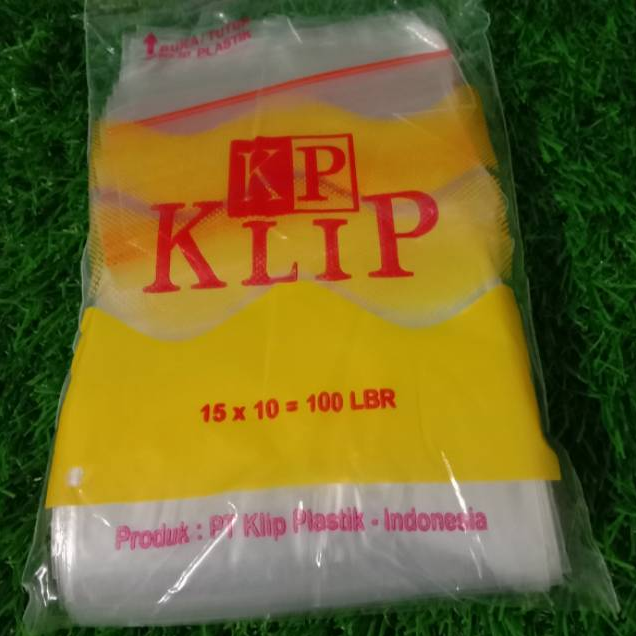 BUKA / TUTUP
PLASTIK
KP
KLIP
15 x 10 = 100 LBR
Produk : PT Klip Plastik - Indonesia